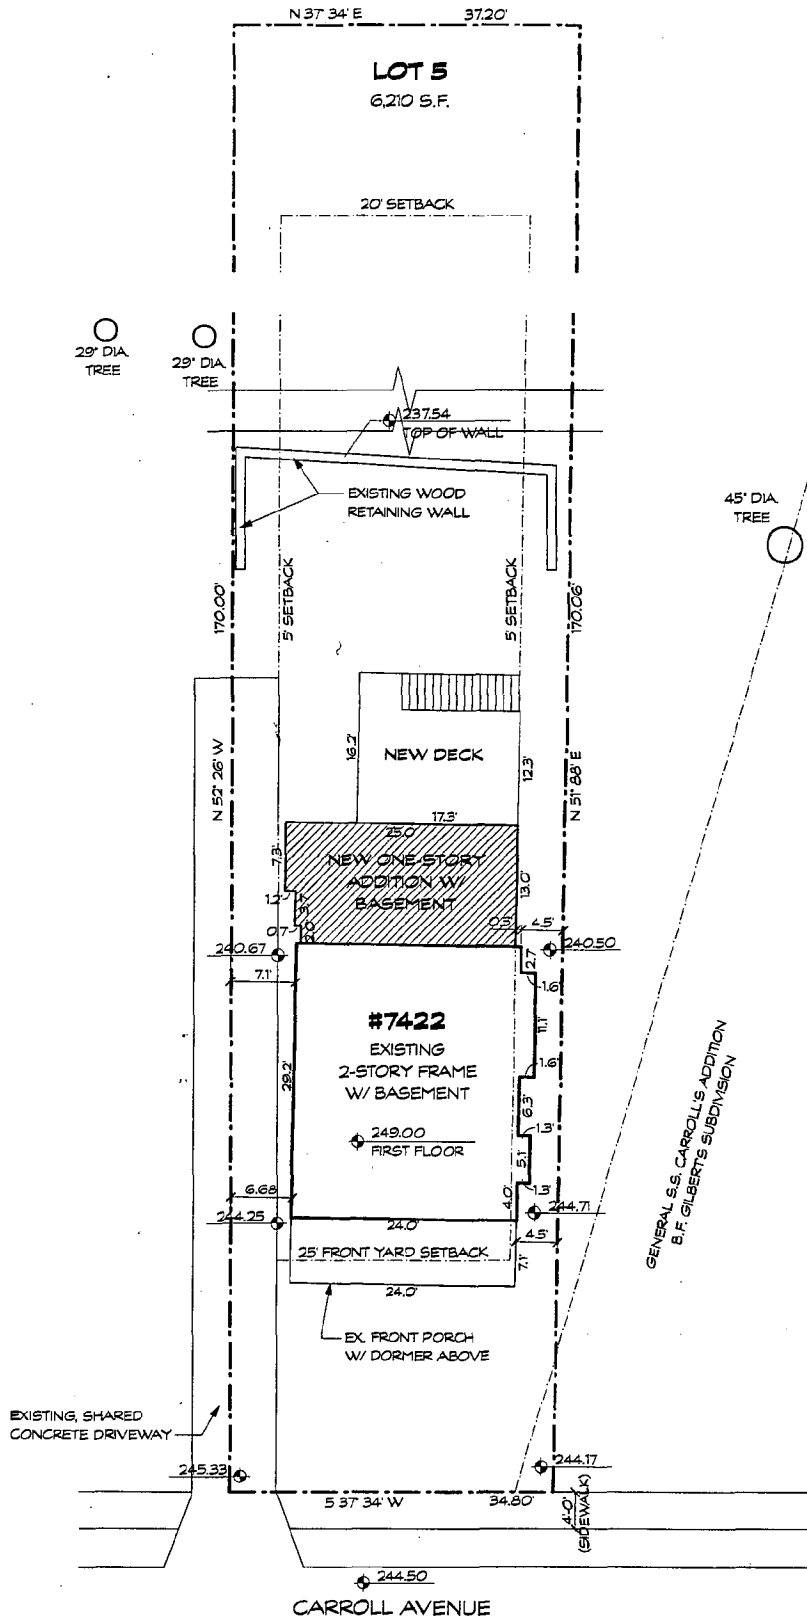 N 37° 34' E
37.20'
LOT 5
6,210 S.F.
20' SETBACK
29" DIA.
TREE
29" DIA.
TREE
237.54
TOP OF WALL
EXISTING WOOD
RETAINING WALL
45" DIA.
TREE
170.00'
5' SETBACK
5' SETBACK
170.06'
N 52° 26' W
16.2'
NEW DECK
12.3'
N 51° 88' E
17.3'
25.0'
7.3'
NEW ONE-STORY
ADDITION W/
BASEMENT
13.0'
1.2'
3.7'
0.7'
2.0'
0.3'
4.5'
240.67
240.50
7.1'
2.7'
1.6'
#7422
EXISTING
2-STORY FRAME
W/ BASEMENT
29.2'
11.1'
1.6'
6.3'
249.00
FIRST FLOOR
1.3'
5.1'
1.3'
4.0'
6.68'
244.25
244.71
24.0'
4.5'
25' FRONT YARD SETBACK
7.1'
24.0'
GENERAL S.S. CARROLL'S ADDITION
B.F. GILBERT'S SUBDIVISION
EX. FRONT PORCH
W/ DORMER ABOVE
EXISTING, SHARED
CONCRETE DRIVEWAY
245.33
244.17
S 37° 34' W
34.80'
4'-0"
(SIDEWALK)
244.50
CARROLL AVENUE